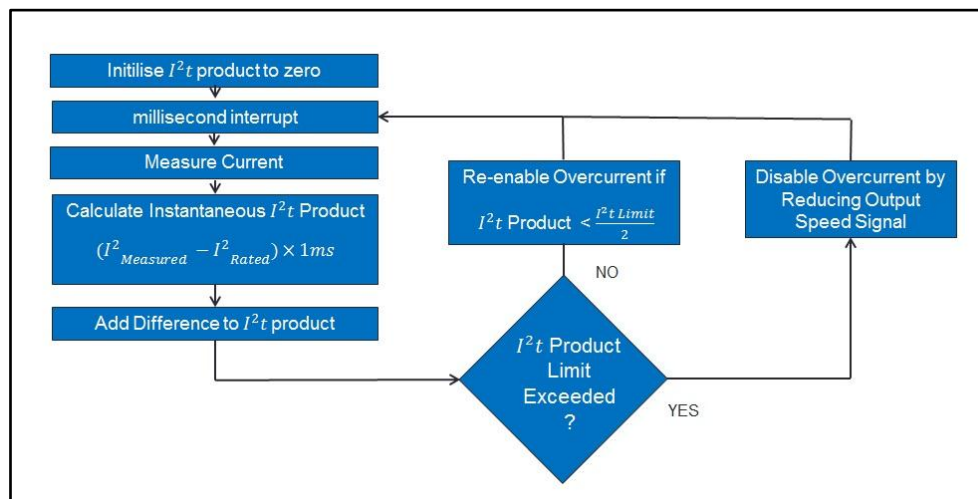 Initilise I²t product to zero
millisecond interrupt
Measure Current
Calculate Instantaneous I²t Product
(I²Measured − I²Rated) × 1ms
Add Difference to I²t product
I²t Product
Limit
Exceeded
?
NO
Re-enable Overcurrent if
I²t Product < I²t Limit / 2
YES
Disable Overcurrent by
Reducing Output
Speed Signal